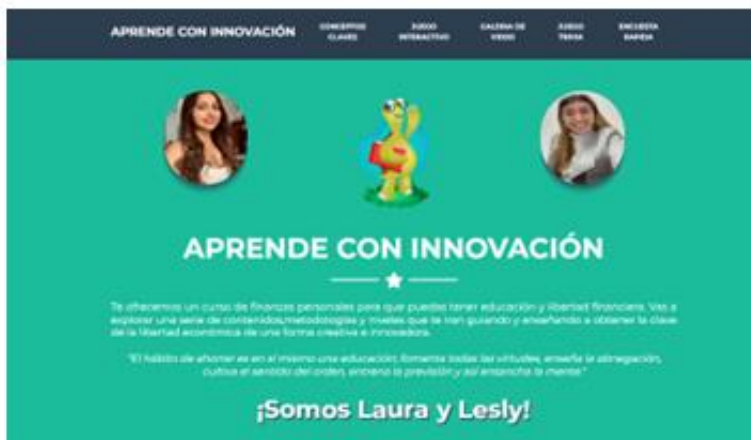 APRENDE CON INNOVACIÓN
CONCEPTOS
CLAVES
JUEGO
INTERACTIVO
GALERIA DE
VIDEO
JUEGO
TRIVIA
ENCUESTA
RAPIDA
APRENDE CON INNOVACIÓN
Te ofrecemos un curso de finanzas personales para que puedas tener educación y libertad financiera. Vas a
explorar una serie de contenidos,metodologías y niveles que te iran guiando y enseñando a obtener la clave
de la libertad económica de una forma creativa e innovadora.
"El hábito de ahorrar es en sí mismo una educación; fomenta todas las virtudes, enseña la abnegación,
cultiva el sentido del orden, entrena la previsión y así ensancha la mente."
¡Somos Laura y Lesly!